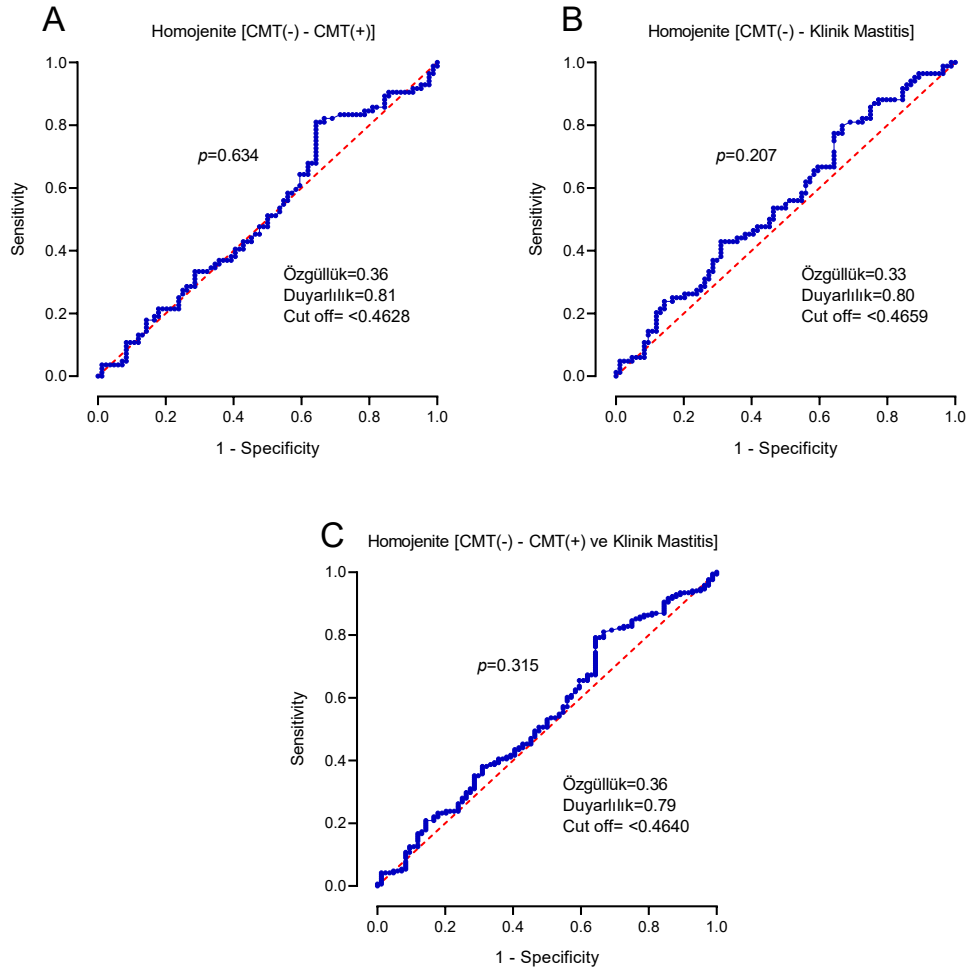 A
Homojenite [CMT(-) - CMT(+)]
1.0
0.8
0.6
0.4
0.2
0.0
Sensitivity
p=0.634
Özgüllük=0.36
Duyarlılık=0.81
Cut off= <0.4628
0.0 0.2 0.4 0.6 0.8 1.0
1 - Specificity
B
Homojenite [CMT(-) - Klinik Mastitis]
1.0
0.8
0.6
0.4
0.2
0.0
Sensitivity
p=0.207
Özgüllük=0.33
Duyarlılık=0.80
Cut off= <0.4659
0.0 0.2 0.4 0.6 0.8 1.0
1 - Specificity
C
Homojenite [CMT(-) - CMT(+) ve Klinik Mastitis]
1.0
0.8
0.6
0.4
0.2
0.0
Sensitivity
p=0.315
Özgüllük=0.36
Duyarlılık=0.79
Cut off= <0.4640
0.0 0.2 0.4 0.6 0.8 1.0
1 - Specificity